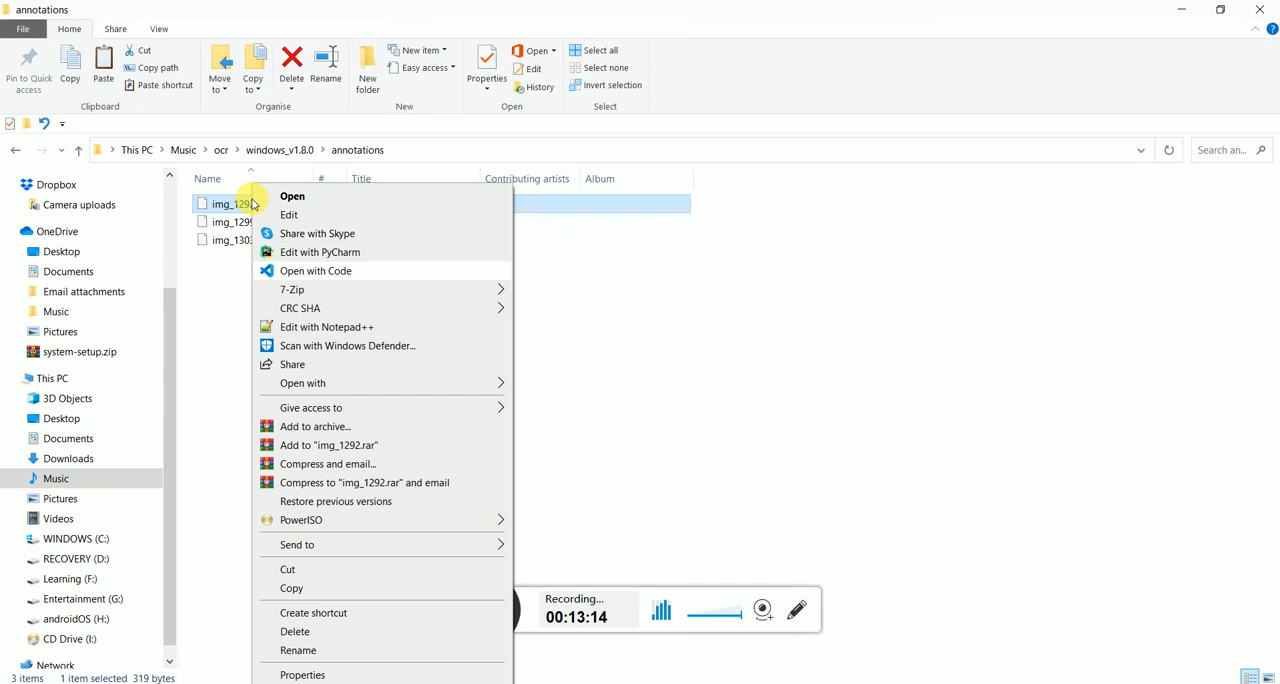 annotations
File Home Share View
Pin to Quick access Copy Paste Cut Copy path Paste shortcut
Clipboard
Move to Copy to Delete Rename
Organise
New folder New item Easy access
New
Properties Open Edit History
Open
Select all Select none Invert selection
Select
This PC > Music > ocr > windows_v1.8.0 > annotations
Search an...
Dropbox
Camera uploads
OneDrive
Desktop
Documents
Email attachments
Music
Pictures
system-setup.zip
This PC
3D Objects
Desktop
Documents
Downloads
Music
Pictures
Videos
WINDOWS (C:)
RECOVERY (D:)
Learning (F:)
Entertainment (G:)
androidOS (H:)
CD Drive (I:)
Network
Name # Title Contributing artists Album
img_1292
img_1299
img_1303
Open
Edit
Share with Skype
Edit with PyCharm
Open with Code
7-Zip
CRC SHA
Edit with Notepad++
Scan with Windows Defender...
Share
Open with
Give access to
Add to archive...
Add to "img_1292.rar"
Compress and email...
Compress to "img_1292.rar" and email
Restore previous versions
PowerISO
Send to
Cut
Copy
Create shortcut
Delete
Rename
Properties
Recording...
00:13:14
3 items 1 item selected 319 bytes